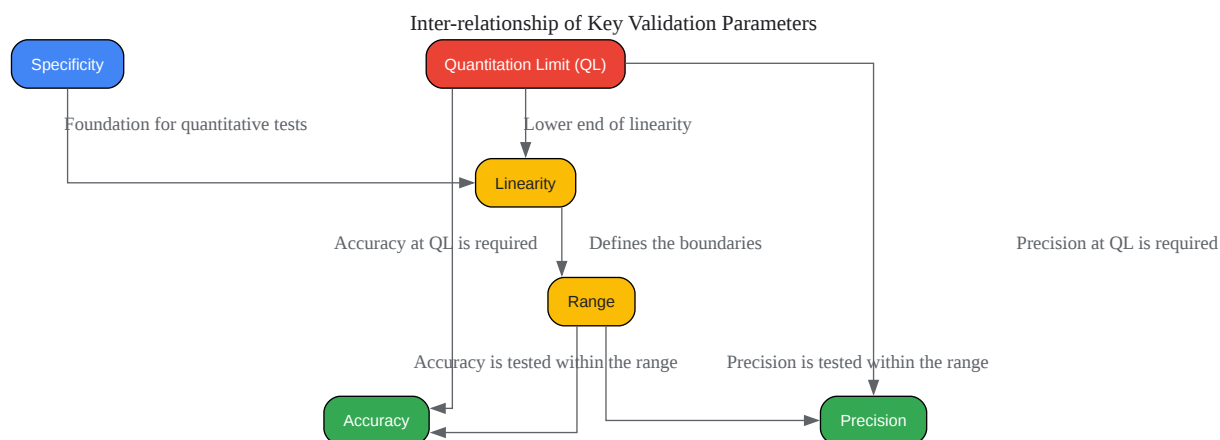 Inter-relationship of Key Validation Parameters
Specificity
Quantitation Limit (QL)
Foundation for quantitative tests
Lower end of linearity
Linearity
Accuracy at QL is required
Defines the boundaries
Precision at QL is required
Range
Accuracy is tested within the range
Precision is tested within the range
Accuracy
Precision